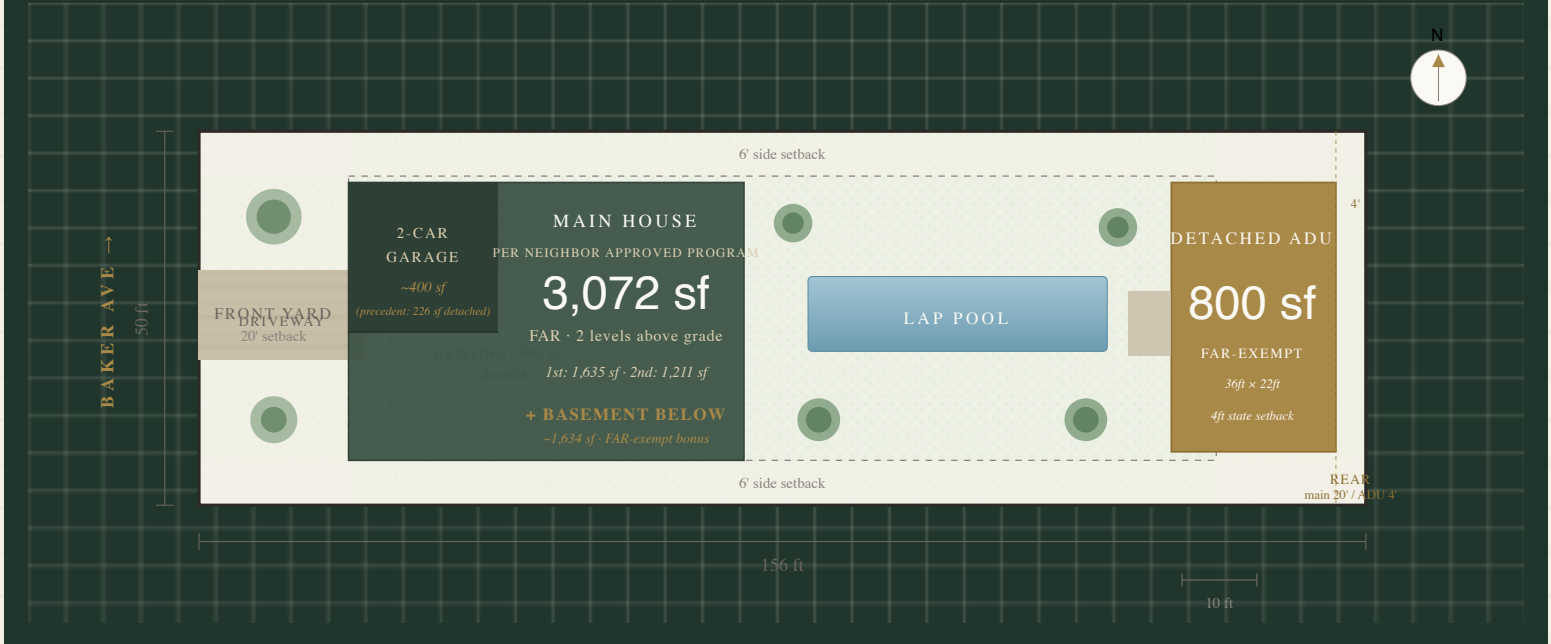 N
6' side setback
4'
2-CAR
GARAGE
~400 sf
(precedent: 226 sf detached)
MAIN HOUSE
PER NEIGHBOR APPROVED PROGRAM
3,072 sf
FAR · 2 levels above grade
1st: 1,635 sf · 2nd: 1,211 sf
+ BASEMENT BELOW
~1,634 sf · FAR-exempt bonus
DETACHED ADU
800 sf
FAR-EXEMPT
36ft × 22ft
4ft state setback
LAP POOL
BAKER AVE →
50 ft
FRONT YARD
DRIVEWAY
20' setback
6' side setback
REAR
main 20' / ADU 4'
156 ft
10 ft